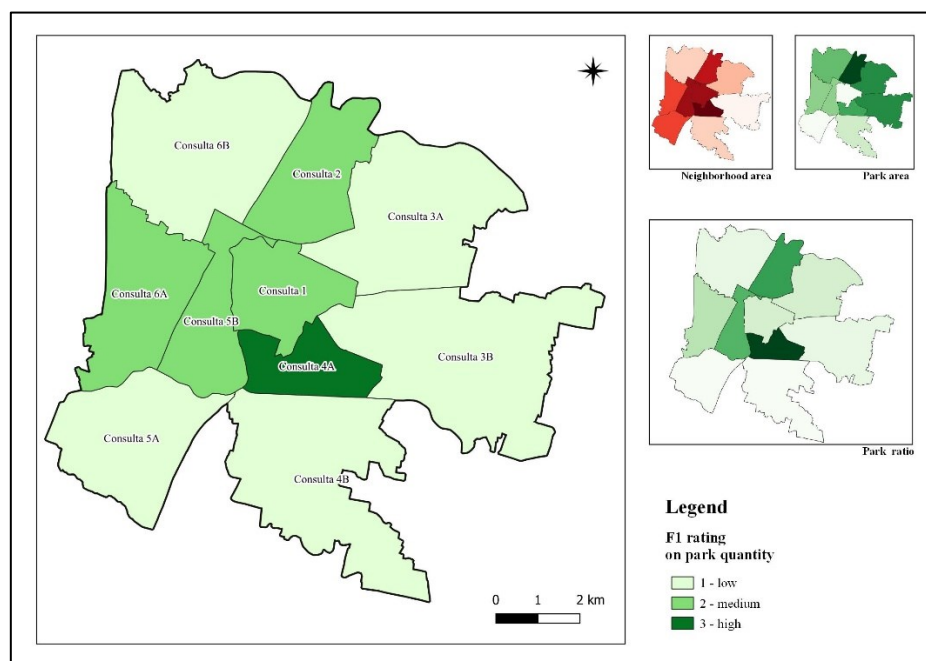 Consulta 6B
Consulta 2
Consulta 3A
Consulta 6A
Consulta 1
Consulta 5B
Consulta 3B
Consulta 4A
Consulta 5A
Consulta 4B
0 1 2 km
Neighborhood area
Park area
Park ratio
Legend
F1 rating
on park quantity
1 - low
2 - medium
3 - high